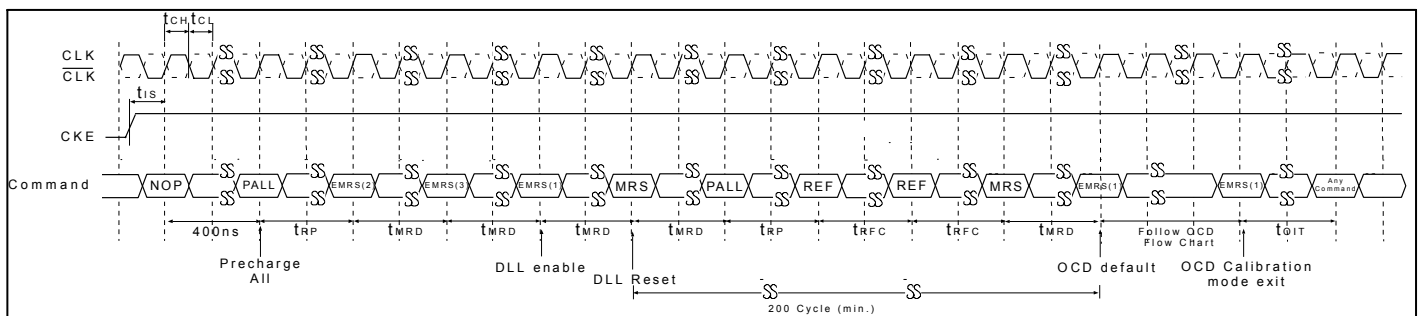 tCH tCL
CLK
CLK
tIS
CKE
Command NOP PALL EMRS(2) EMRS(3) EMRS(1) MRS PALL REF REF MRS EMRS(1) EMRS(1) Any Command
400ns tRP tMRD tMRD tMRD tMRD tRP tRFC tRFC tMRD Follow OCD Flow Chart tOIT
Precharge All
DLL enable
DLL Reset
OCD default
OCD Calibration mode exit
200 Cycle (min.)